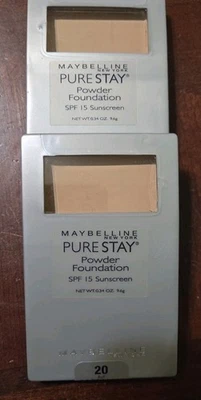 MAYBELLINE
NEW YORK
PURE STAY®
Powder
Foundation
SPF 15 Sunscreen
NET WT. 0.34 OZ. 9.6g
MAYBELLINE
NEW YORK
PURE STAY®
Powder
Foundation
SPF 15 Sunscreen
NET WT. 0.34 OZ. 9.6g
MAYBELLINE
20